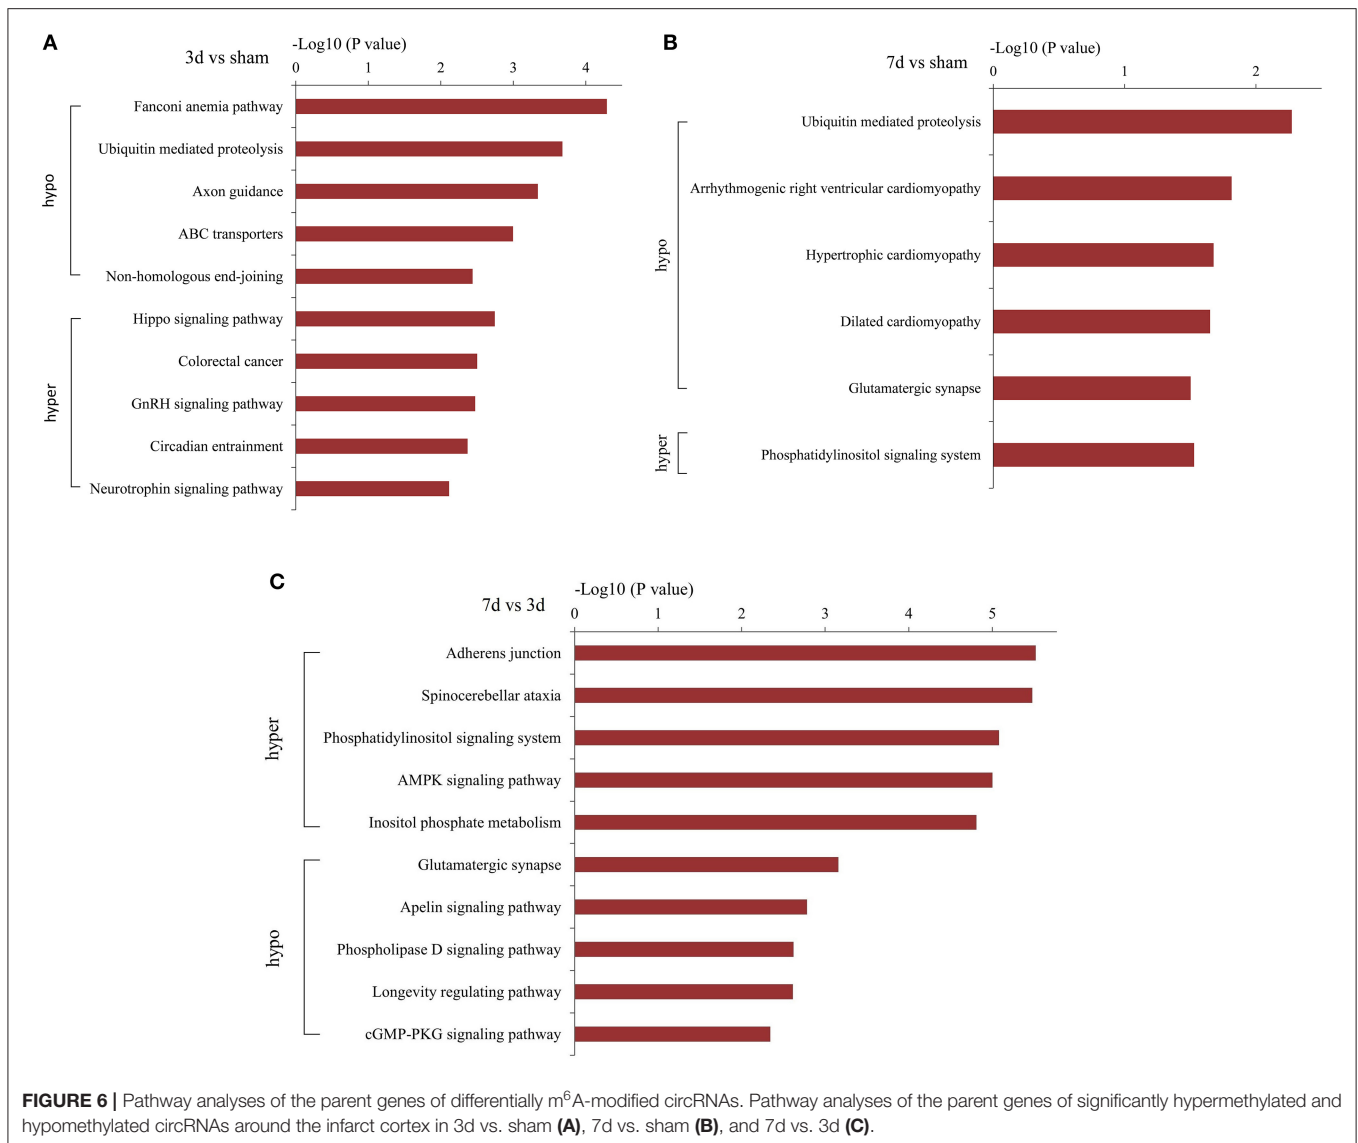 A
3d vs sham
-Log10 (P value)
0 1 2 3 4
hypo
Fanconi anemia pathway
Ubiquitin mediated proteolysis
Axon guidance
ABC transporters
Non-homologous end-joining
hyper
Hippo signaling pathway
Colorectal cancer
GnRH signaling pathway
Circadian entrainment
Neurotrophin signaling pathway
B
7d vs sham
-Log10 (P value)
0 1 2
hypo
Ubiquitin mediated proteolysis
Arrhythmogenic right ventricular cardiomyopathy
Hypertrophic cardiomyopathy
Dilated cardiomyopathy
Glutamatergic synapse
hyper
Phosphatidylinositol signaling system
C
7d vs 3d
-Log10 (P value)
0 1 2 3 4 5
hyper
Adherens junction
Spinocerebellar ataxia
Phosphatidylinositol signaling system
AMPK signaling pathway
Inositol phosphate metabolism
hypo
Glutamatergic synapse
Apelin signaling pathway
Phospholipase D signaling pathway
Longevity regulating pathway
cGMP-PKG signaling pathway
FIGURE 6 | Pathway analyses of the parent genes of differentially m⁶A-modified circRNAs. Pathway analyses of the parent genes of significantly hypermethylated and
hypomethylated circRNAs around the infarct cortex in 3d vs. sham (A), 7d vs. sham (B), and 7d vs. 3d (C).